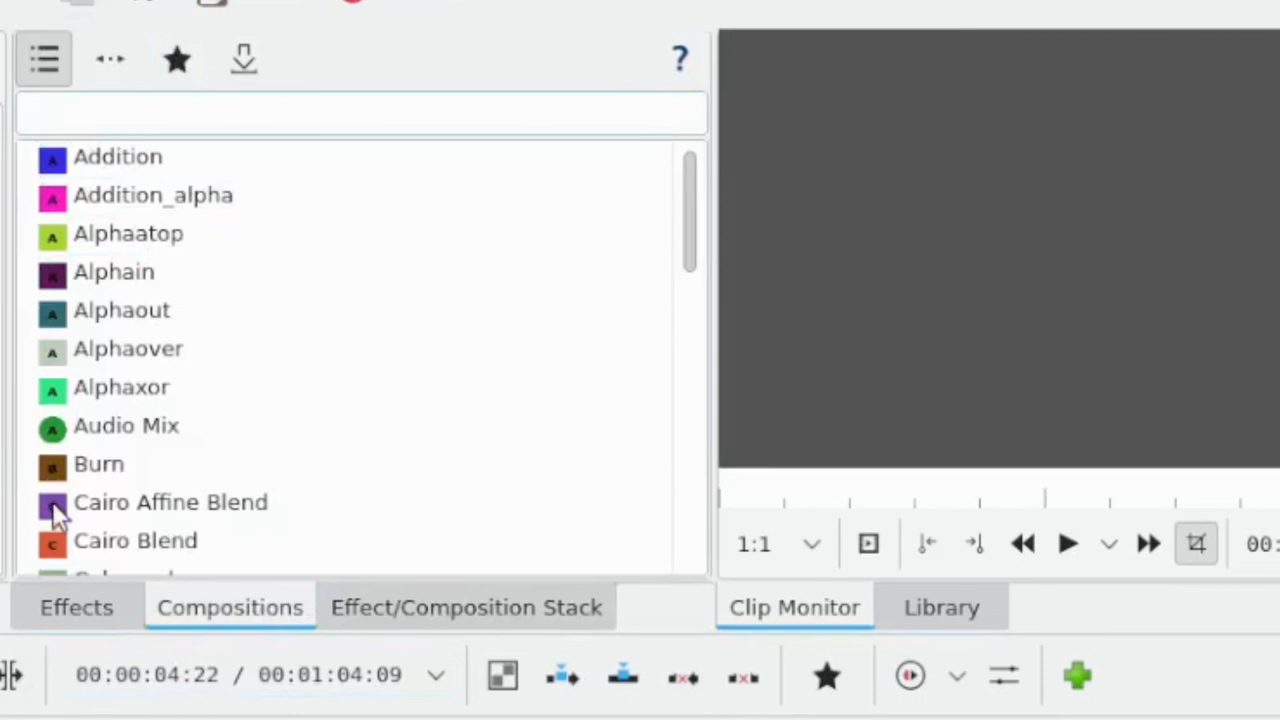 ?
A Addition
A Addition_alpha
A Alphaatop
A Alphain
A Alphaout
A Alphaover
A Alphaxor
A Audio Mix
B Burn
Cairo Affine Blend
C Cairo Blend
Effects Compositions Effect/Composition Stack
1:1 00:
Clip Monitor Library
00:00:04:22 / 00:01:04:09